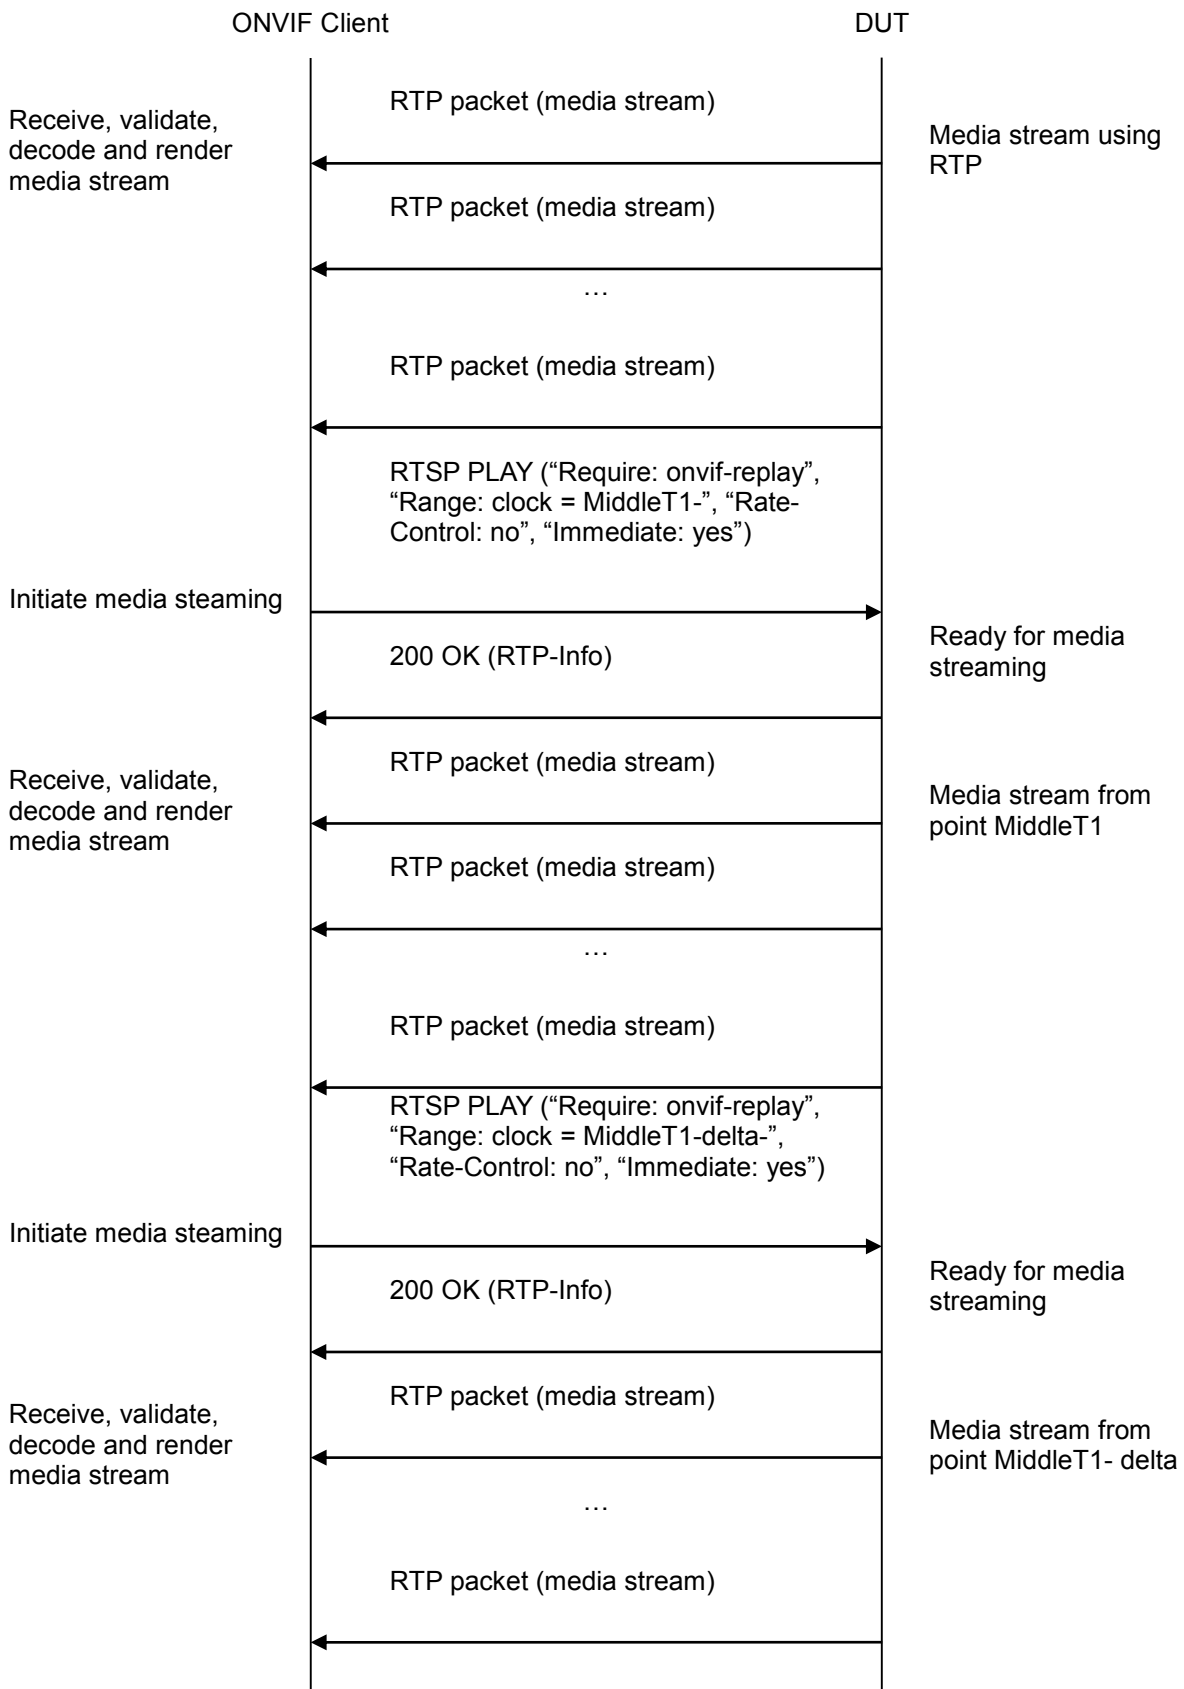 ONVIF Client
DUT
RTP packet (media stream)
Receive, validate,
decode and render
media stream
Media stream using
RTP
RTP packet (media stream)
…
RTP packet (media stream)
RTSP PLAY (“Require: onvif-replay”,
“Range: clock = MiddleT1-”, “Rate-
Control: no”, “Immediate: yes”)
Initiate media steaming
Ready for media
streaming
200 OK (RTP-Info)
RTP packet (media stream)
Receive, validate,
decode and render
media stream
Media stream from
point MiddleT1
RTP packet (media stream)
…
RTP packet (media stream)
RTSP PLAY (“Require: onvif-replay”,
“Range: clock = MiddleT1-delta-”,
“Rate-Control: no”, “Immediate: yes”)
Initiate media steaming
Ready for media
streaming
200 OK (RTP-Info)
RTP packet (media stream)
Receive, validate,
decode and render
media stream
Media stream from
point MiddleT1- delta
…
RTP packet (media stream)